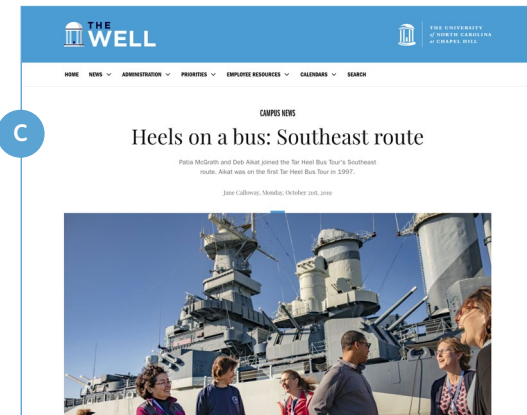 THE
WELL
THE UNIVERSITY
of NORTH CAROLINA
at CHAPEL HILL
HOME NEWS ADMINISTRATION PRIORITIES EMPLOYEE RESOURCES CALENDARS SEARCH
C
CAMPUS NEWS
Heels on a bus: Southeast route
Patia McGrath and Deb Aikat joined the Tar Heel Bus Tour's Southeast
route. Aikat was on the first Tar Heel Bus Tour in 1997.
Jane Calloway, Monday, October 21st, 2019